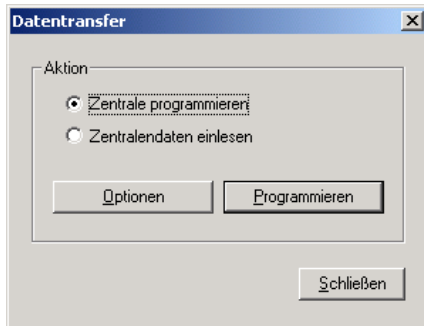 Datentransfer
Aktion
Zentrale programmieren
Zentralendaten einlesen
Optionen Programmieren
Schließen